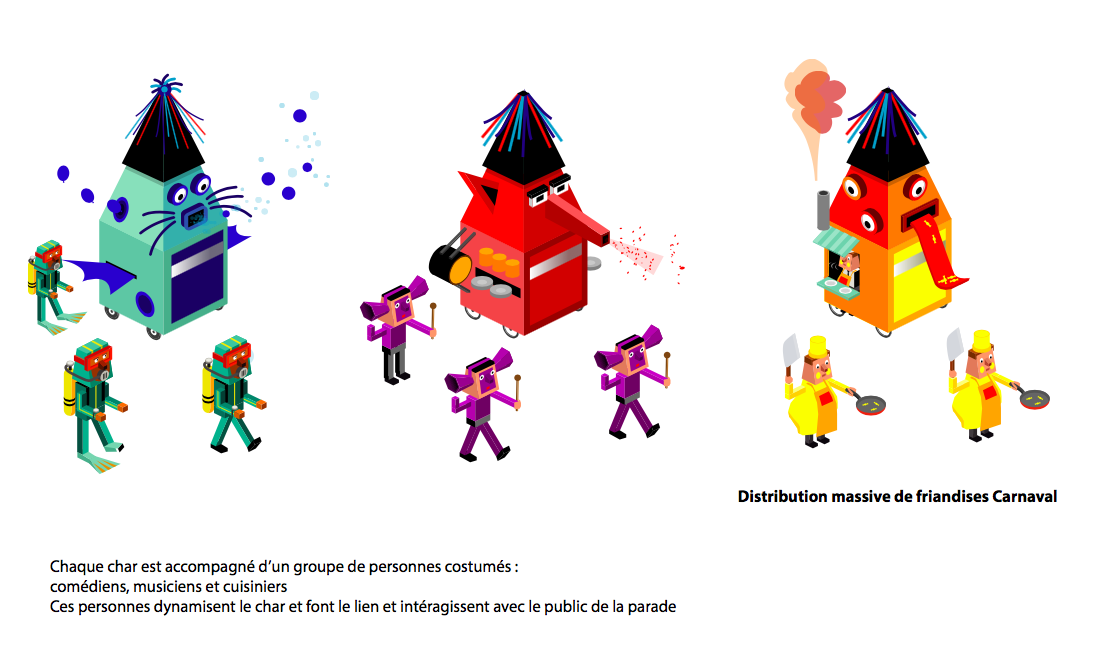 Distribution massive de friandises Carnaval
Chaque char est accompagné d'un groupe de personnes costumés :
comédiens, musiciens et cuisiniers
Ces personnes dynamisent le char et font le lien et intéragissent avec le public de la parade